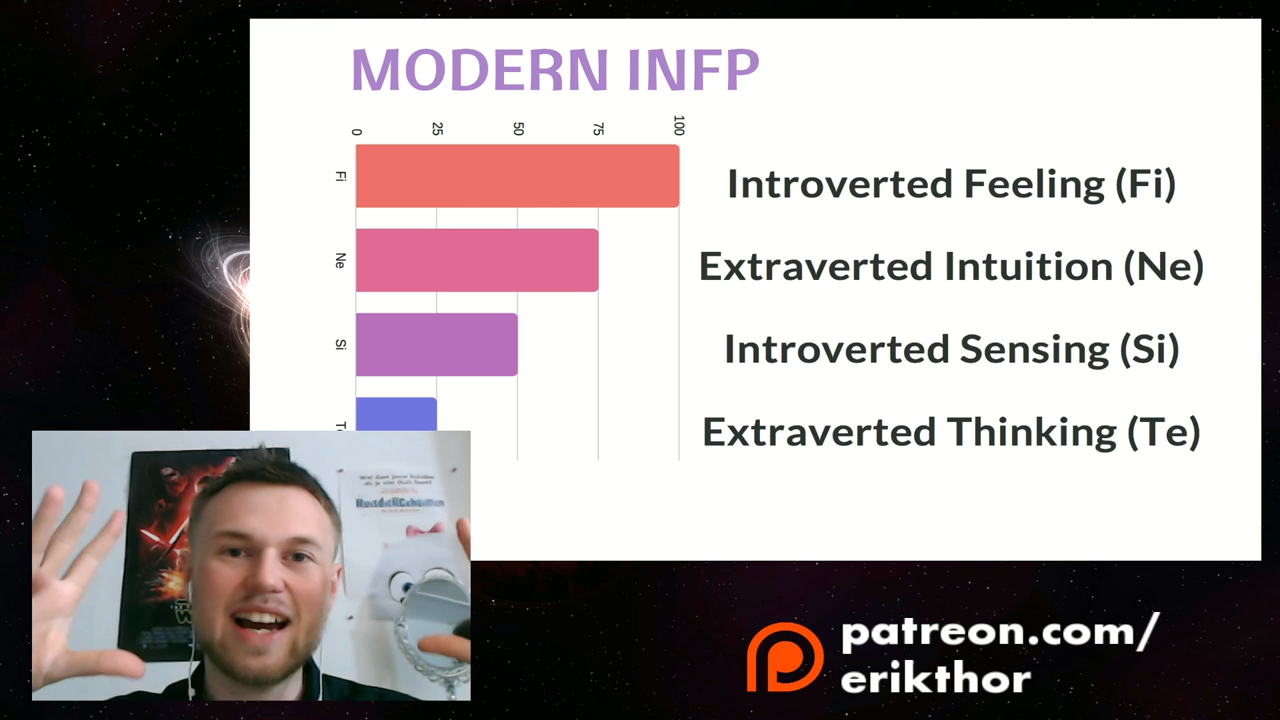 MODERN INFP
0
25
50
75
100
Fi
Introverted Feeling (Fi)
Ne
Extraverted Intuition (Ne)
Si
Introverted Sensing (Si)
Extraverted Thinking (Te)
patreon.com/
erikthor